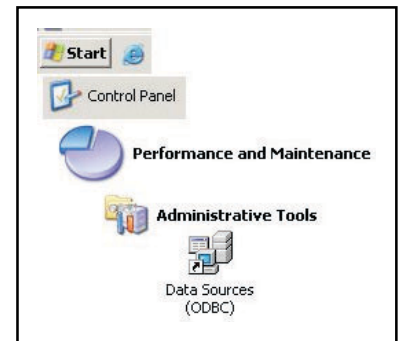 Start
Control Panel
Performance and Maintenance
Administrative Tools
Data Sources
(ODBC)